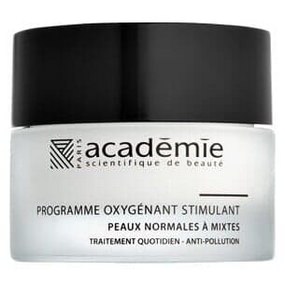 PARIS
académie
scientifique de beauté
PROGRAMME OXYGÉNANT STIMULANT
PEAUX NORMALES À MIXTES
TRAITEMENT QUOTIDIEN - ANTI-POLLUTION